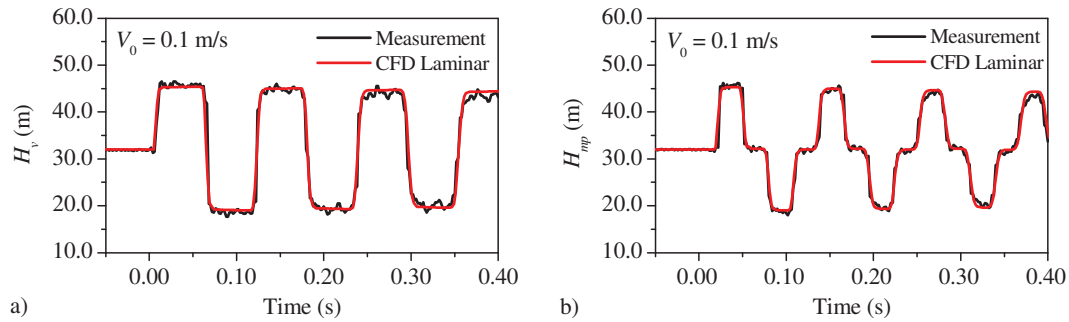 V0 = 0.1 m/s
Measurement
CFD Laminar
60.0
50.0
40.0
30.0
20.0
10.0
Hv (m)
0.00 0.10 0.20 0.30 0.40
Time (s)
a)
V0 = 0.1 m/s
Measurement
CFD Laminar
60.0
50.0
40.0
30.0
20.0
10.0
Hmp (m)
0.00 0.10 0.20 0.30 0.40
Time (s)
b)